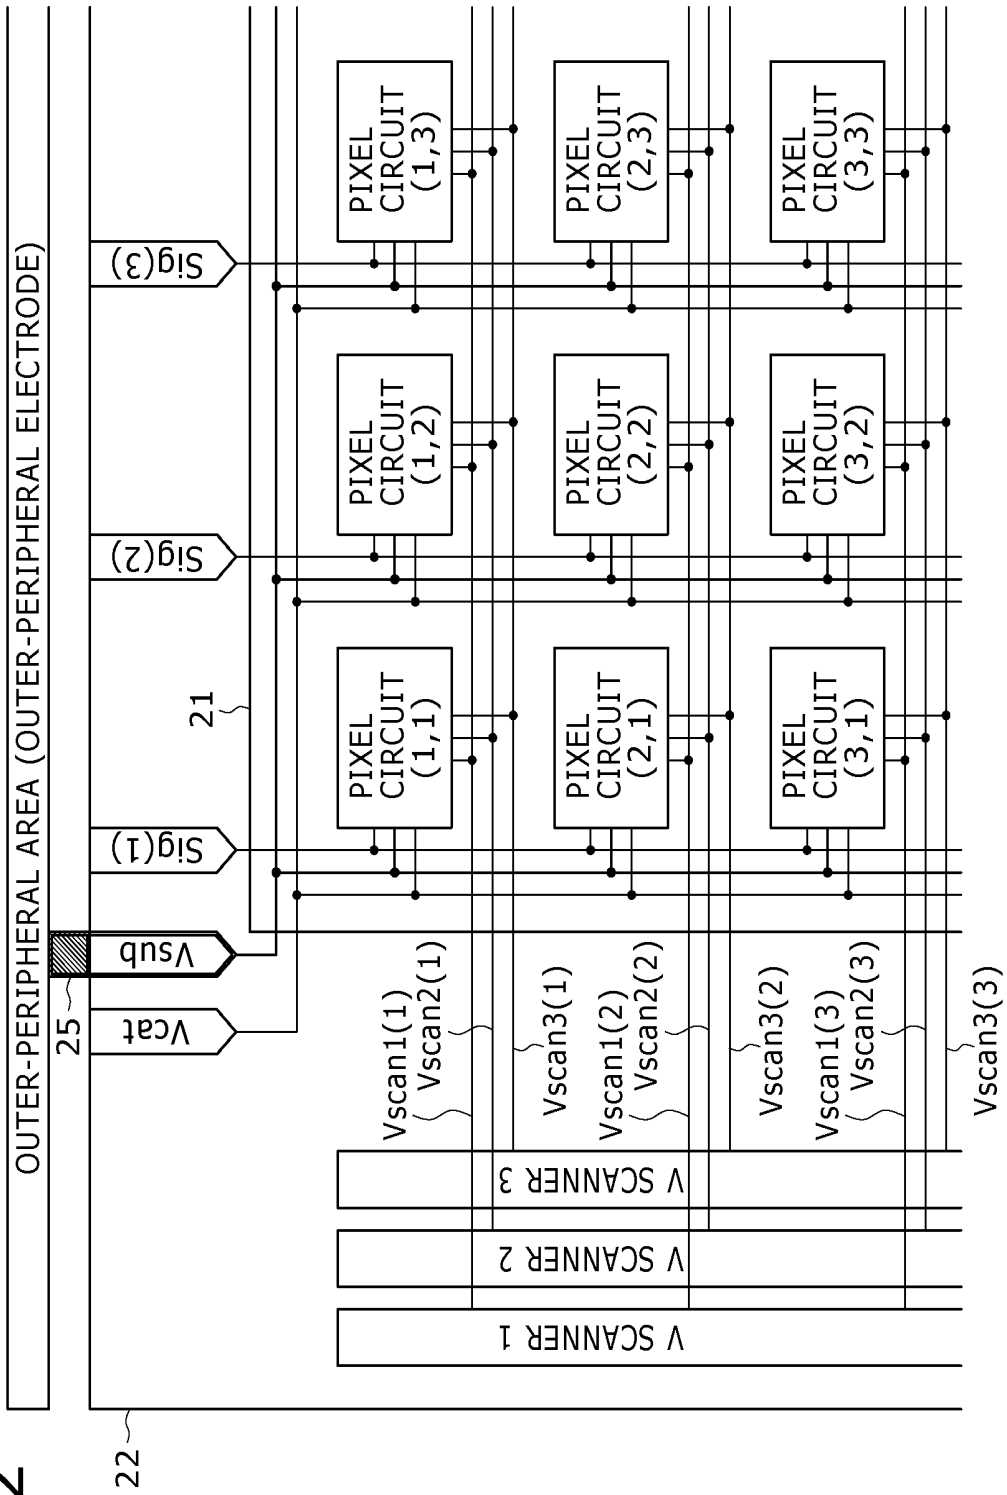 2
OUTER-PERIPHERAL AREA (OUTER-PERIPHERAL ELECTRODE)
25
22
Vcat
Vsub
Sig(1)
Sig(2)
Sig(3)
21
V SCANNER 1
V SCANNER 2
V SCANNER 3
Vscan1(1)
Vscan2(1)
Vscan3(1)
PIXEL
CIRCUIT
(1,1)
PIXEL
CIRCUIT
(1,2)
PIXEL
CIRCUIT
(1,3)
Vscan1(2)
Vscan2(2)
Vscan3(2)
PIXEL
CIRCUIT
(2,1)
PIXEL
CIRCUIT
(2,2)
PIXEL
CIRCUIT
(2,3)
Vscan1(3)
Vscan2(3)
Vscan3(3)
PIXEL
CIRCUIT
(3,1)
PIXEL
CIRCUIT
(3,2)
PIXEL
CIRCUIT
(3,3)